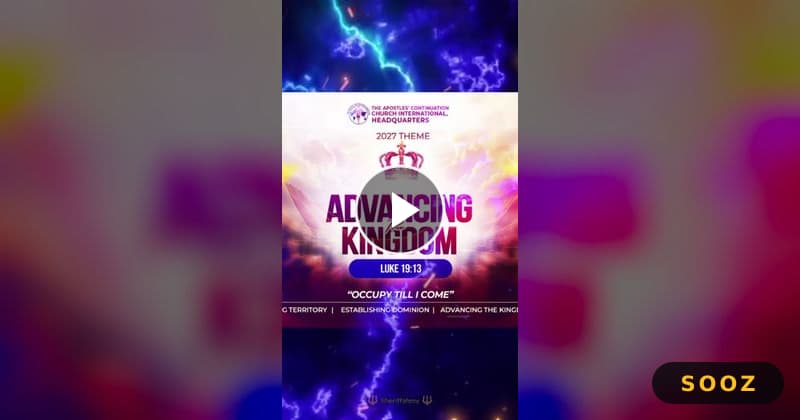 THE APOSTLES' CONTINUATION
CHURCH INTERNATIONAL,
HEADQUARTERS
2027 THEME
ADVANCING
KINGDOM
LUKE 19:13
“OCCUPY TILL I COME”
G TERRITORY | ESTABLISHING DOMINION | ADVANCING THE KINGD
SOOZ